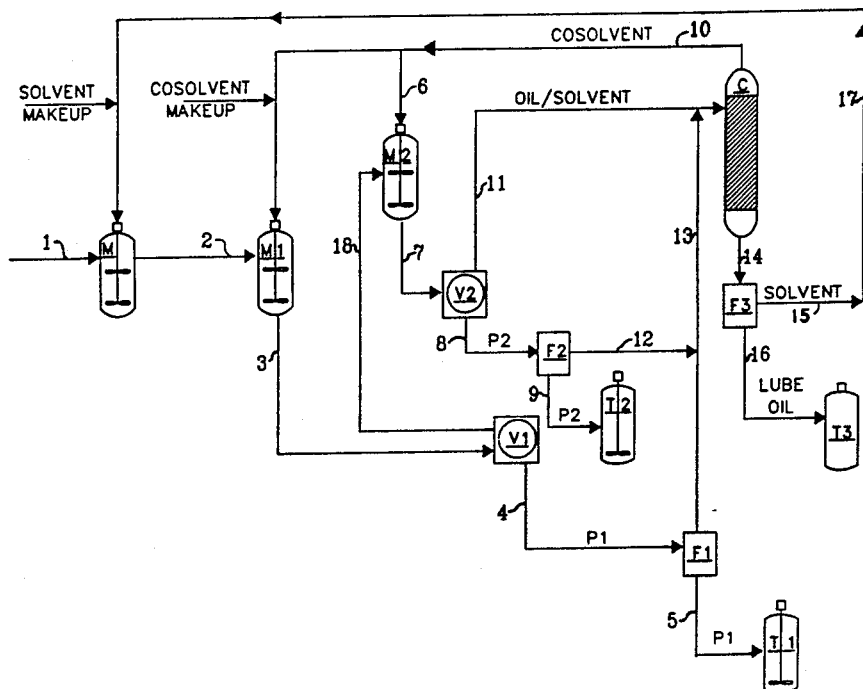 COSOLVENT
10
SOLVENT
MAKEUP
COSOLVENT
MAKEUP
6
OIL/SOLVENT
C
17
M2
11
1
M
2
M1
18
7
13
14
V2
F3
SOLVENT
15
8
P2
F2
12
16
3
9
P2
T2
LUBE
OIL
T3
V1
4
P1
F1
5
P1
T1